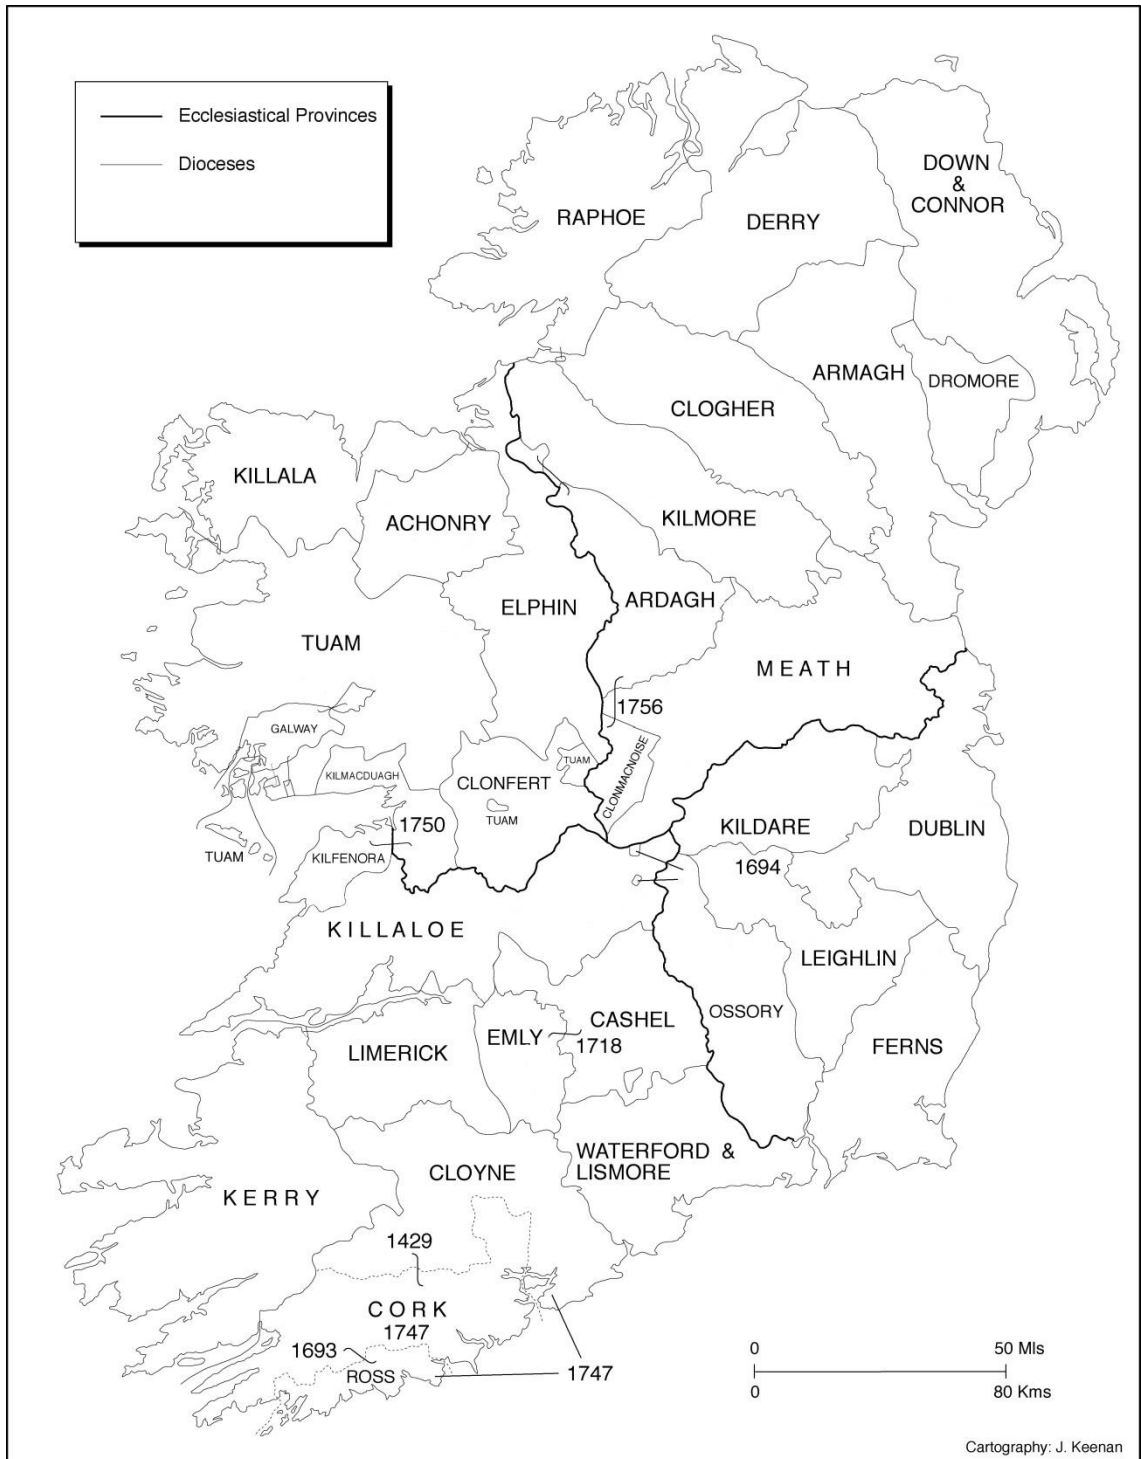 Ecclesiastical Provinces
Dioceses
DOWN
&
CONNOR
RAPHOE
DERRY
ARMAGH
DROMORE
CLOGHER
KILLALA
ACHONRY
KILMORE
ELPHIN
ARDAGH
TUAM
MEATH
1756
GALWAY
TUAM
CLONMACNOISE
KILMACDUAGH
CLONFERT
TUAM
1750
KILDARE
DUBLIN
TUAM
KILFENORA
1694
KILLALOE
LEIGHLIN
OSSORY
CASHEL
EMLY
1718
FERNS
LIMERICK
WATERFORD &
LISMORE
CLOYNE
KERRY
1429
CORK
1747
1693
ROSS
1747
0 50 Mls
0 80 Kms
Cartography: J. Keenan